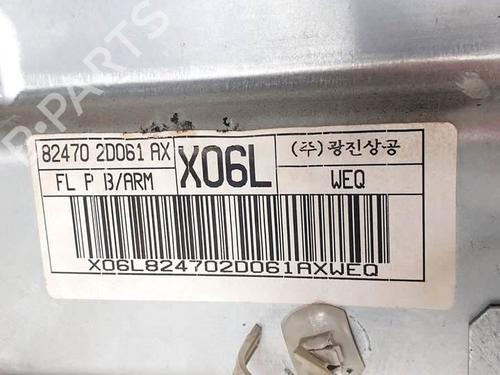 82470 2D061 AX
X06L
(주)광진상공
FL P B/ARM
WEQ
X06L824702D061AXWEQ
B-PARTS